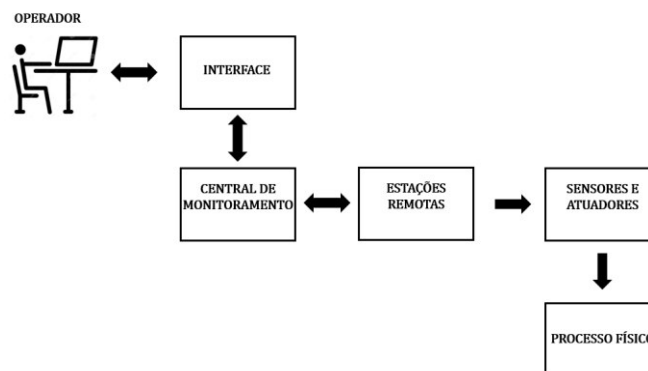 OPERADOR
INTERFACE
CENTRAL DE
MONITORAMENTO
ESTAÇÕES
REMOTAS
SENSORES E
ATUADORES
PROCESSO FÍSICO